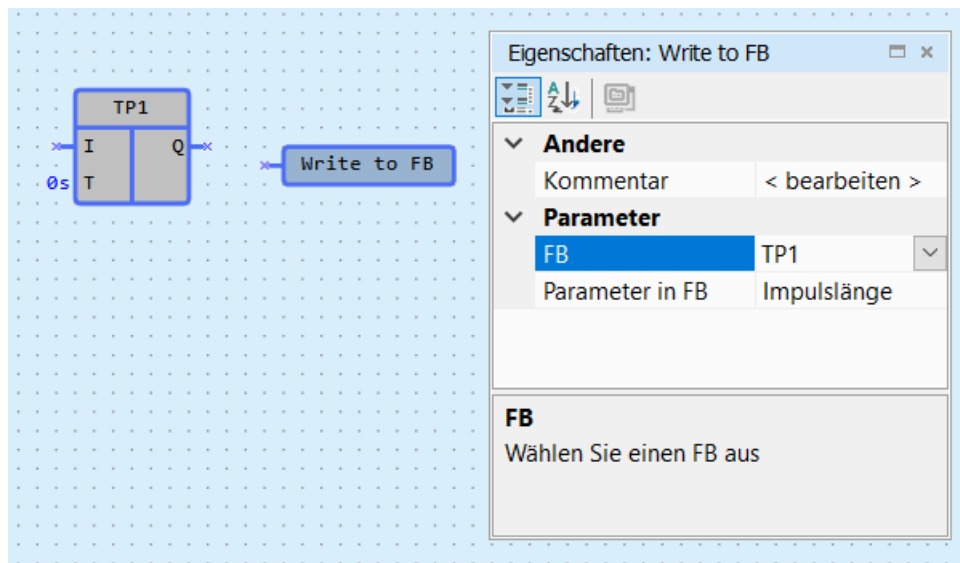 TP1
I Q
0s T
Write to FB
Eigenschaften: Write to FB
Andere
Kommentar < bearbeiten >
Parameter
FB TP1
Parameter in FB Impulslänge
FB
Wählen Sie einen FB aus